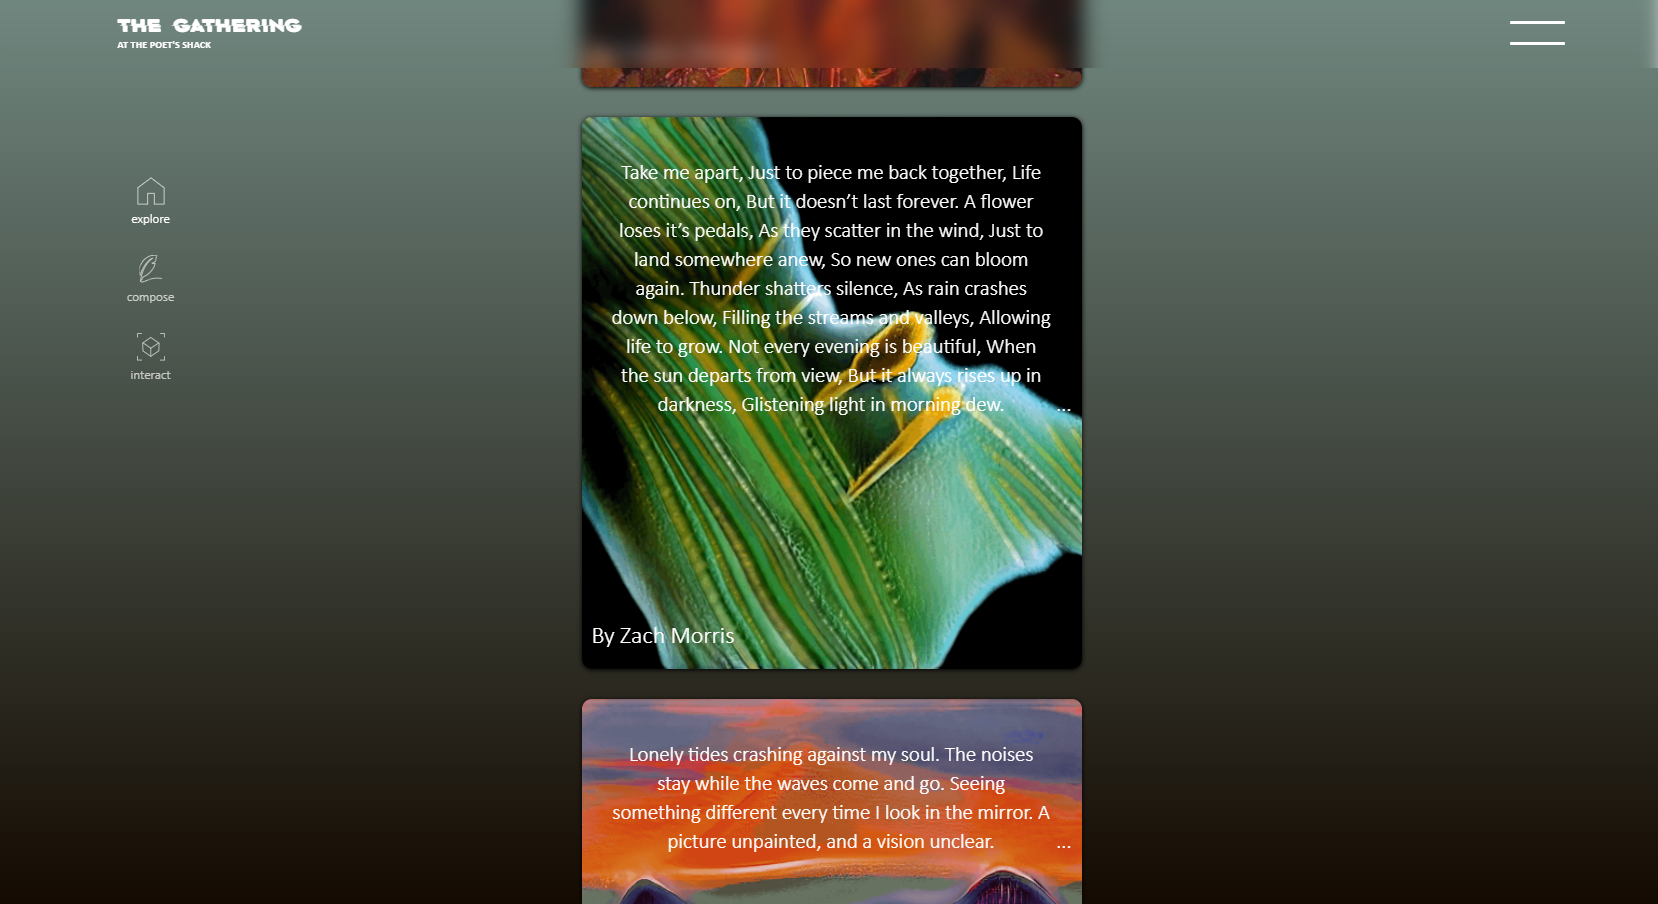 THE GATHERING
AT THE POET'S SHACK
explore
compose
interact
Take me apart, Just to piece me back together, Life
continues on, But it doesn’t last forever. A flower
loses it’s pedals, As they scatter in the wind, Just to
land somewhere anew, So new ones can bloom
again. Thunder shatters silence, As rain crashes
down below, Filling the streams and valleys, Allowing
life to grow. Not every evening is beautiful, When
the sun departs from view, But it always rises up in
darkness, Glistening light in morning dew.
...
By Zach Morris
Lonely tides crashing against my soul. The noises
stay while the waves come and go. Seeing
something different every time I look in the mirror. A
picture unpainted, and a vision unclear.
...